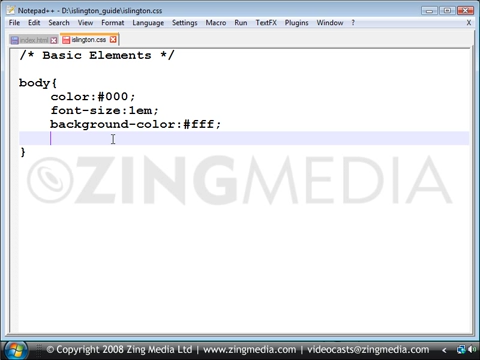 Notepad++ - D:\islington_guide\islington.css
File Edit Search View Format Language Settings Macro Run TextFX Plugins Window ? X
index.html islington.css
/* Basic Elements */
body{
color:#000;
font-size:1em;
background-color:#fff;
}
ZINGMEDIA
© Copyright 2008 Zing Media Ltd | www.zingmedia.com | videocasts@zingmedia.com